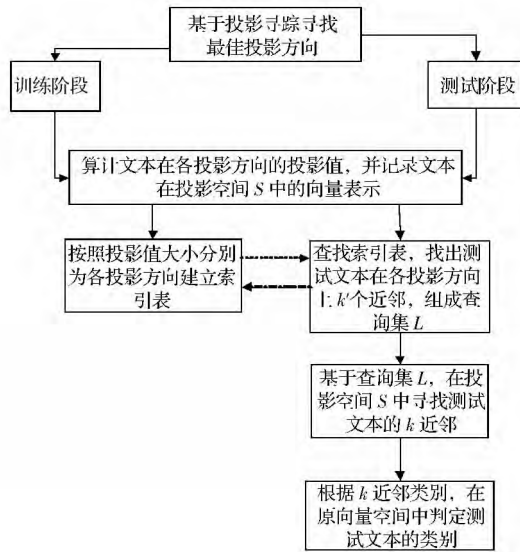 基于投影寻踪寻找
最佳投影方向
训练阶段
测试阶段
算计文本在各投影方向的投影值，并记录文本
在投影空间 S 中的向量表示
按照投影值大小分别
为各投影方向建立索
引表
查找索引表，找出测
试文本在各投影方向
上 k′个近邻，组成查
询集 L
基于查询集 L，在投
影空间 S 中寻找测试
文本的 k 近邻
根据 k 近邻类别，在
原向量空间中判定测
试文本的类别